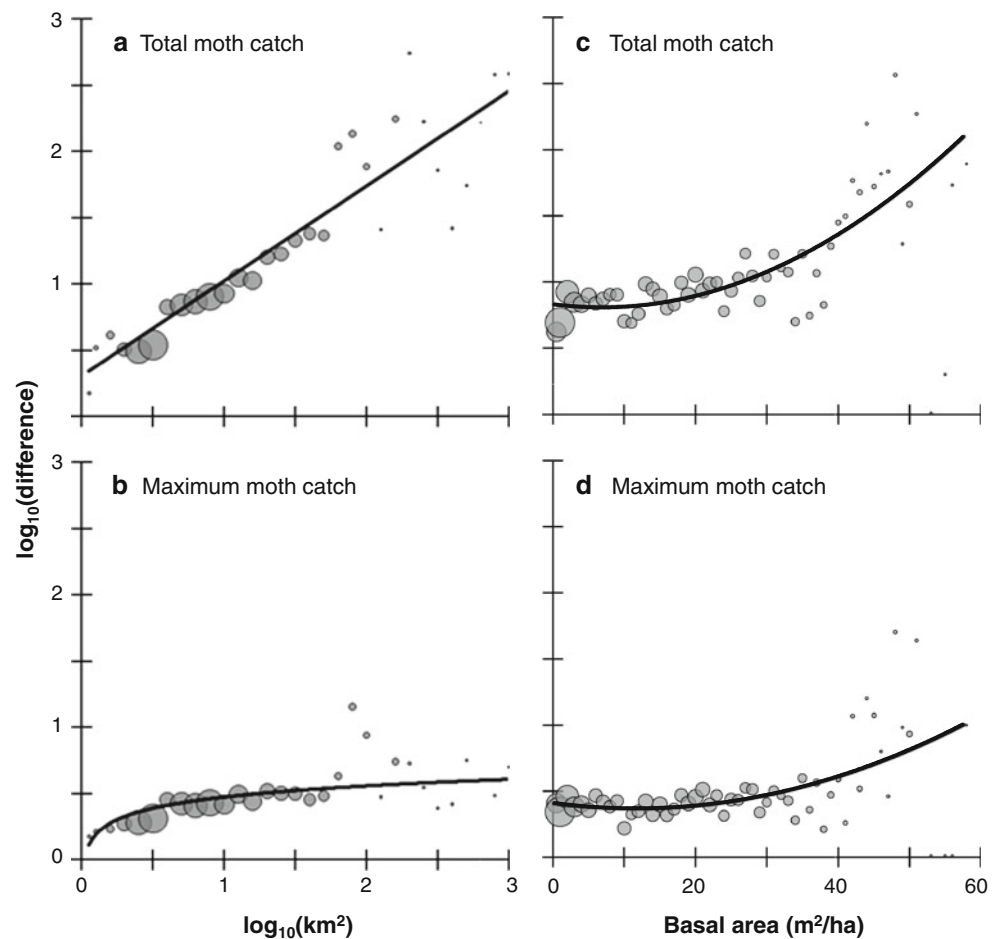 a Total moth catch
c Total moth catch
3
2
1
b Maximum moth catch
d Maximum moth catch
3
2
1
0
log10(difference)
0 1 2 3
0 20 40 60
log10(km²)
Basal area (m²/ha)